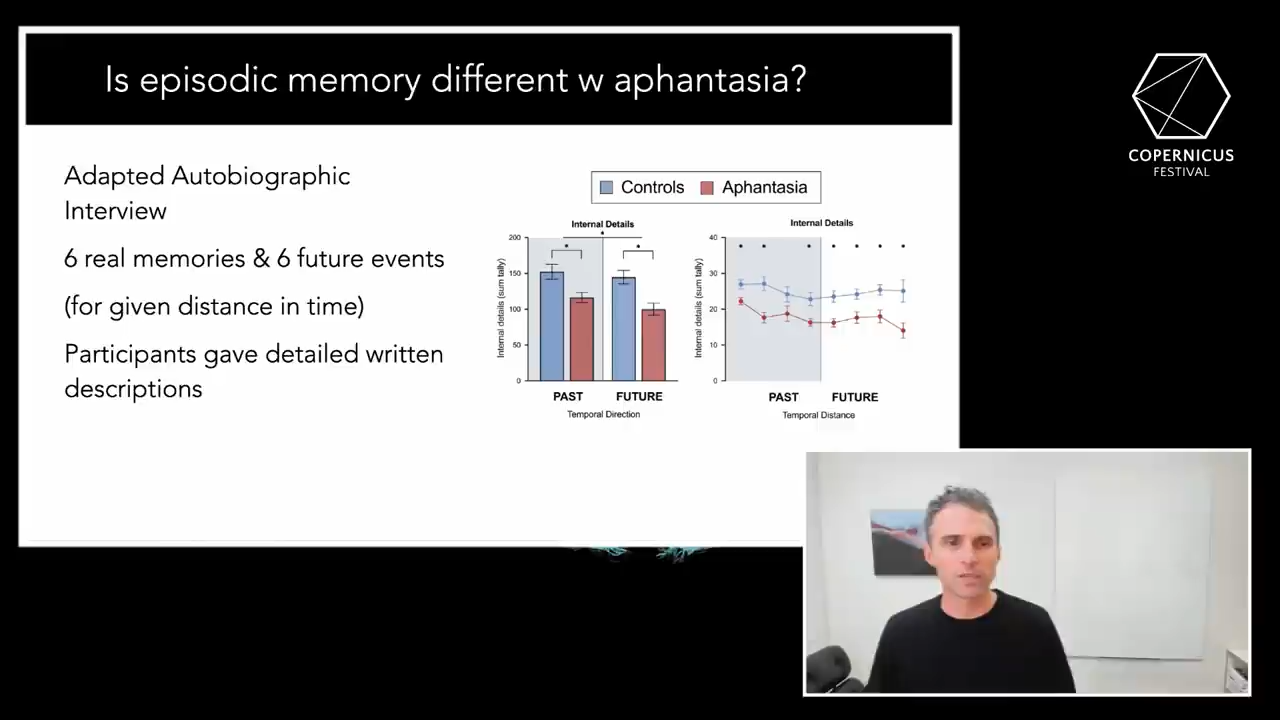 Is episodic memory different w aphantasia?
Adapted Autobiographic
Interview
6 real memories & 6 future events
(for given distance in time)
Participants gave detailed written
descriptions
Controls Aphantasia
Internal Details
*
* *
Internal details (sum tally)
200
150
100
50
0
PAST FUTURE
Temporal Direction
Internal Details
Internal details (sum tally)
40
30
20
10
0
PAST FUTURE
Temporal Distance
COPERNICUS
FESTIVAL